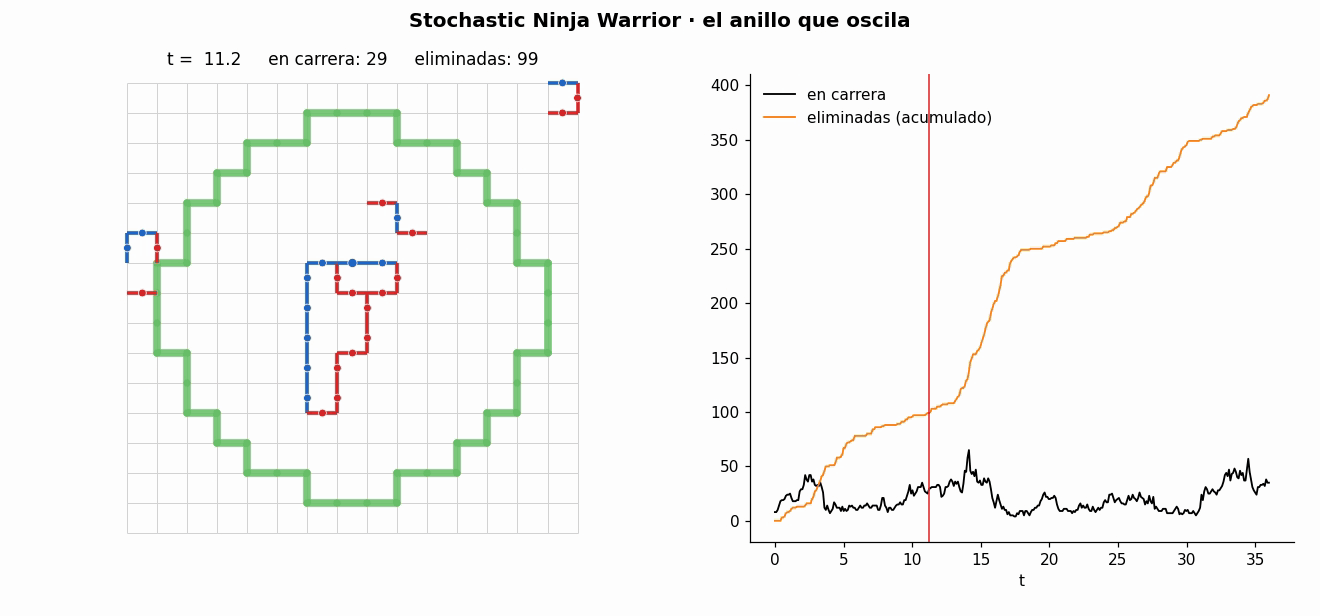 Stochastic Ninja Warrior · el anillo que oscila
t = 11.2 en carrera: 29 eliminadas: 99
en carrera
eliminadas (acumulado)
400
350
300
250
200
150
100
50
0
0 5 10 15 20 25 30 35
t